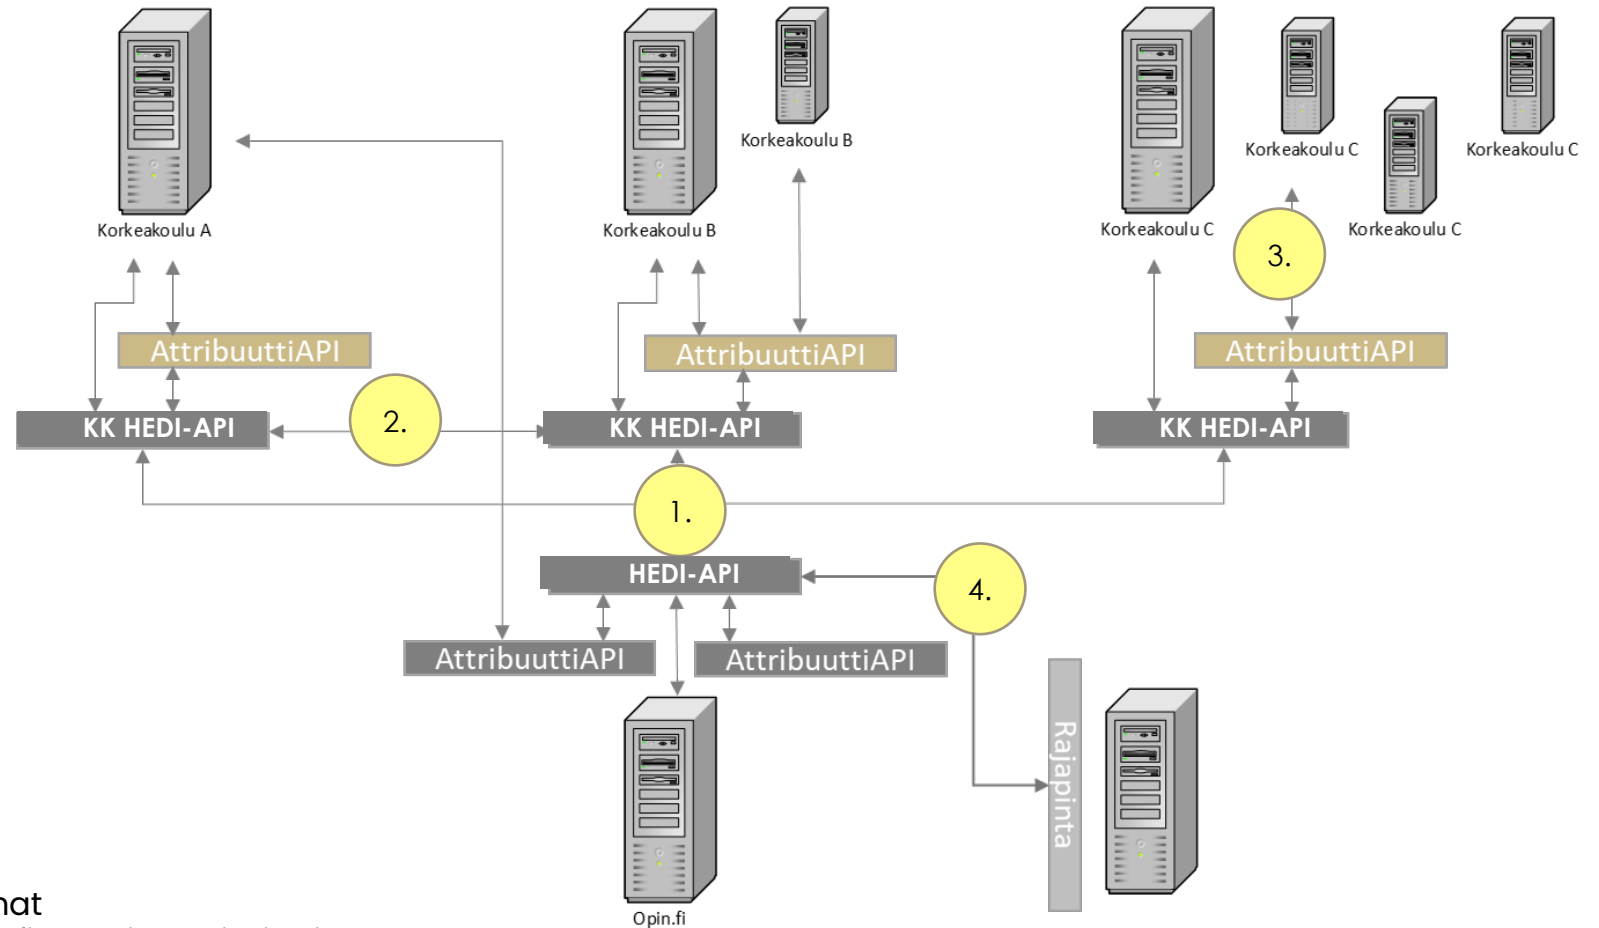 Korkeakoulu B
Korkeakoulu C
Korkeakoulu C
Korkeakoulu A
Korkeakoulu B
Korkeakoulu C
Korkeakoulu C
3.
AttribuuttiAPI
AttribuuttiAPI
AttribuuttiAPI
KK HEDI-API
2.
KK HEDI-API
KK HEDI-API
1.
HEDI-API
4.
AttribuuttiAPI
AttribuuttiAPI
Rajapinta
Opin.fi